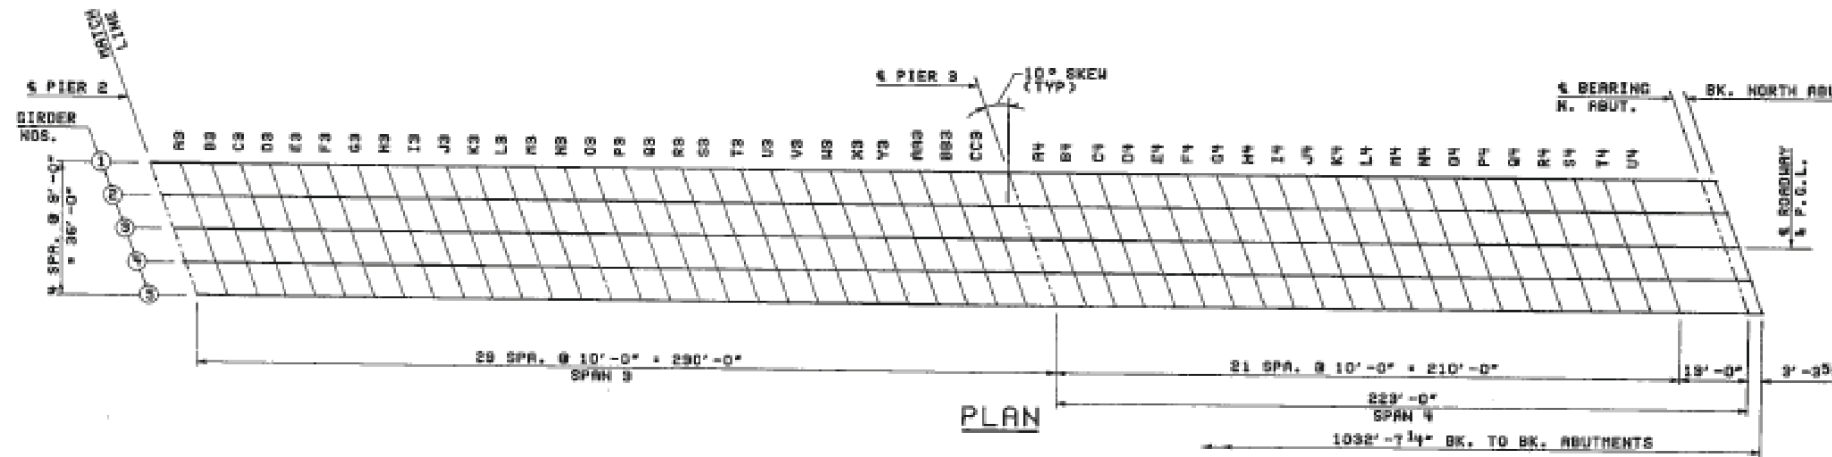 MATCH
LINE
℄ PIER 2
GIRDER
NOS.
1
2
3
4
5
4 SPA. @ 9'-0"
= 36'-0"
℄ PIER 3
10° SKEW
(TYP)
℄ BEARING
N. ABUT.
BK. NORTH ABU
A3 B3 C3 D3 E3 F3 G3 H3 I3 J3 K3 L3 M3 N3 O3 P3 Q3 R3 S3 T3 U3 V3 W3 X3 Y3 AA3 BB3 CC3
A4 B4 C4 D4 E4 F4 G4 H4 I4 J4 K4 L4 M4 N4 O4 P4 Q4 R4 S4 T4 U4
℄ ROADWAY
& P.G.L.
29 SPA. @ 10'-0" = 290'-0"
SPAN 3
21 SPA. @ 10'-0" = 210'-0"
13'-0"
3'-3⁵
223'-0"
SPAN 4
1032'-7¼" BK. TO BK. ABUTMENTS
PLAN